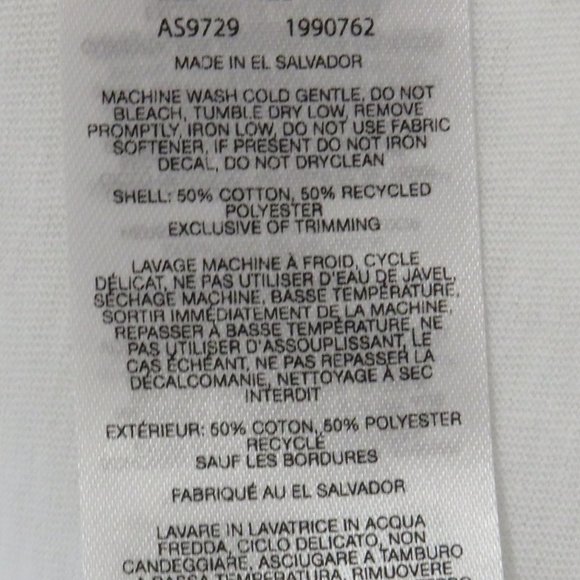 AS9729 1990762
MADE IN EL SALVADOR
MACHINE WASH COLD GENTLE, DO NOT
BLEACH, TUMBLE DRY LOW, REMOVE
PROMPTLY, IRON LOW, DO NOT USE FABRIC
SOFTENER, IF PRESENT DO NOT IRON
DECAL, DO NOT DRYCLEAN
SHELL: 50% COTTON, 50% RECYCLED
POLYESTER
EXCLUSIVE OF TRIMMING
LAVAGE MACHINE À FROID, CYCLE
DÉLICAT, NE PAS UTILISER D'EAU DE JAVEL,
SÉCHAGE MACHINE, BASSE TEMPÉRATURE,
SORTIR IMMÉDIATEMENT DE LA MACHINE,
REPASSER À BASSE TEMPÉRATURE, NE
PAS UTILISER D'ASSOUPLISSANT, LE
CAS ÉCHÉANT, NE PAS REPASSER LA
DÉCALCOMANIE, NETTOYAGE À SEC
INTERDIT
EXTÉRIEUR: 50% COTON, 50% POLYESTER
RECYCLÉ
SAUF LES BORDURES
FABRIQUÉ AU EL SALVADOR
LAVARE IN LAVATRICE IN ACQUA
FREDDA, CICLO DELICATO, NON
CANDEGGIARE, ASCIUGARE A TAMBURO
A BASSA TEMPERATURA, RIMUOVERE